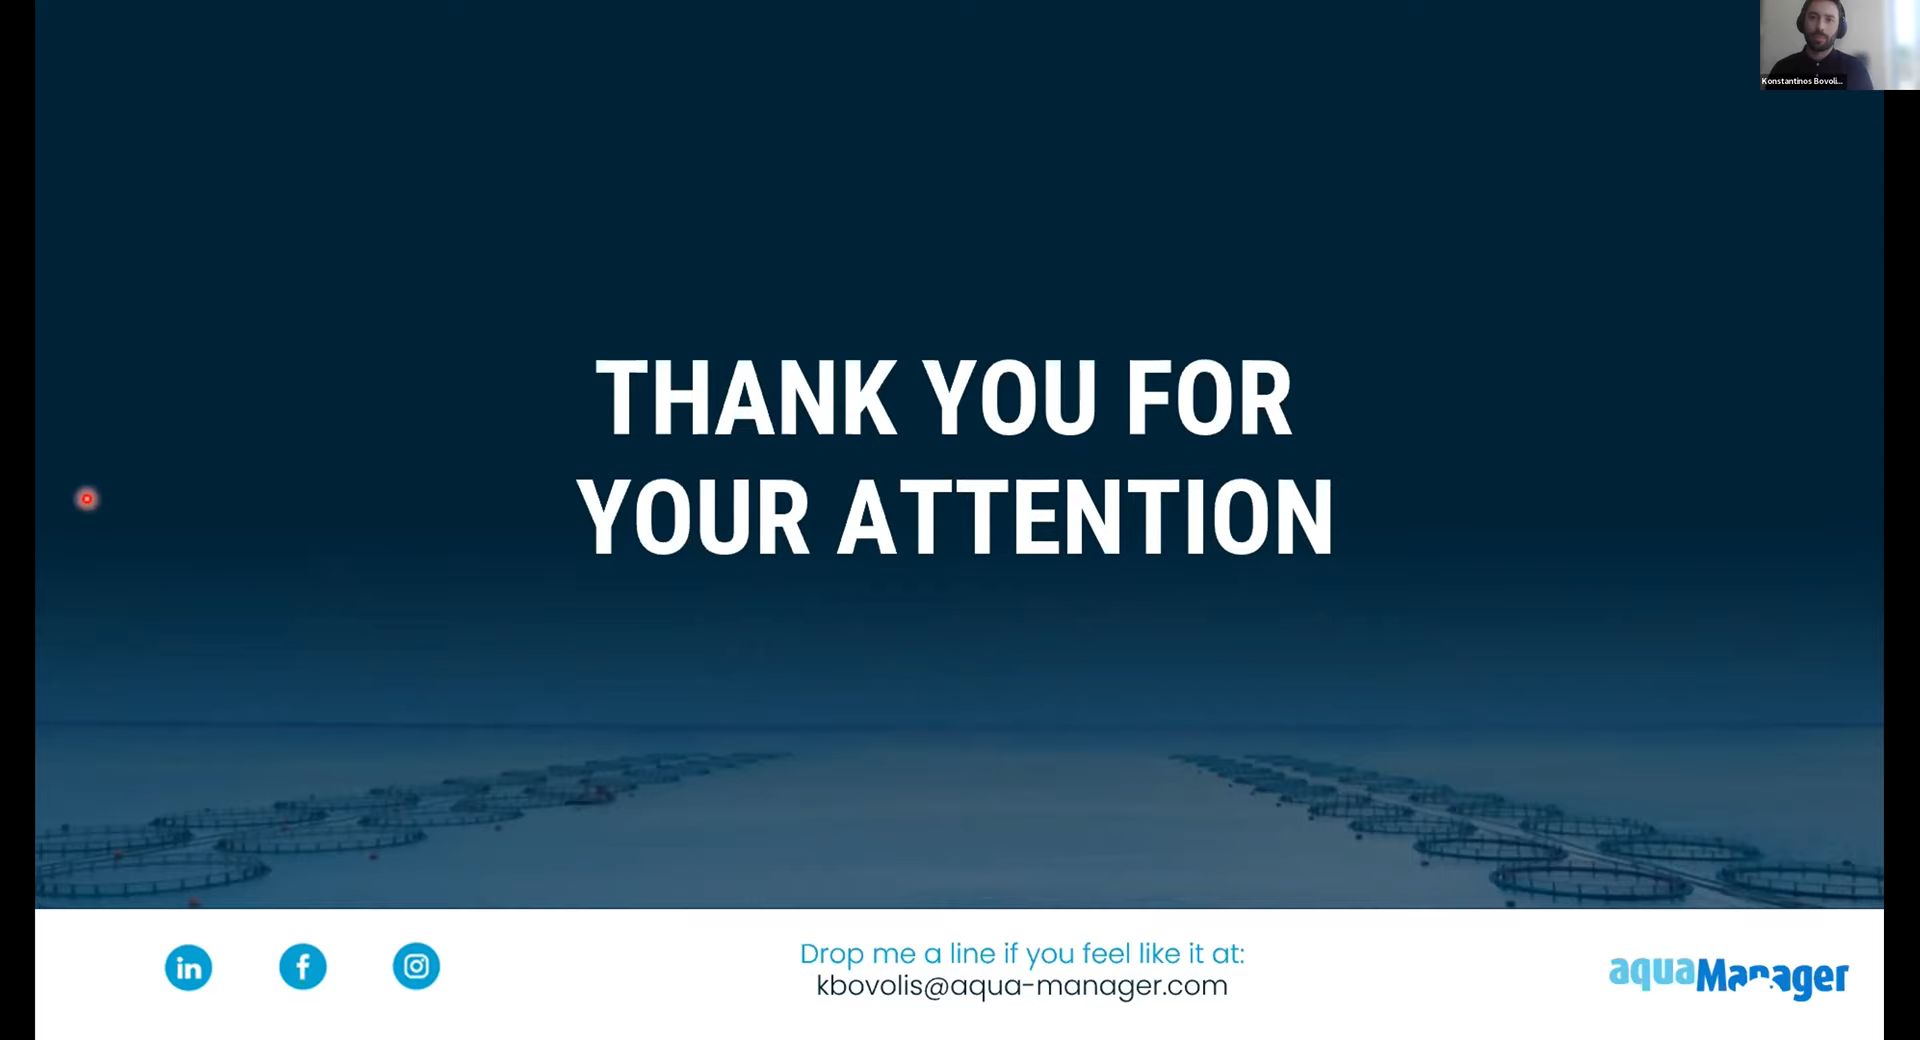 Konstantinos Bovoli...
THANK YOU FOR
YOUR ATTENTION
in
f
Drop me a line if you feel like it at:
kbovolis@aqua-manager.com
aquaManager